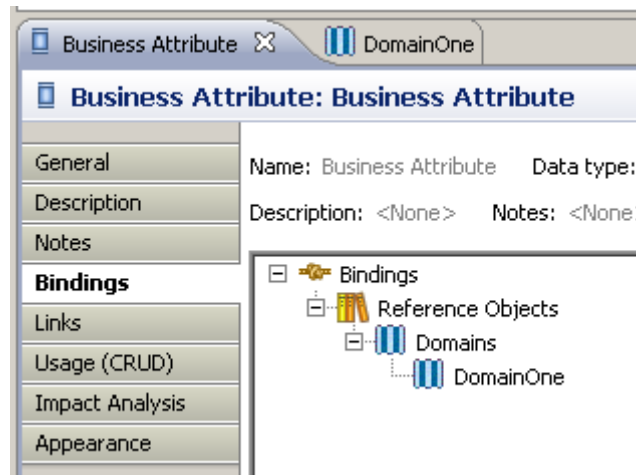 Business Attribute DomainOne
Business Attribute: Business Attribute
General
Description
Notes
Bindings
Links
Usage (CRUD)
Impact Analysis
Appearance
Name: Business Attribute Data type:
Description: <None> Notes: <None
Bindings
Reference Objects
Domains
DomainOne